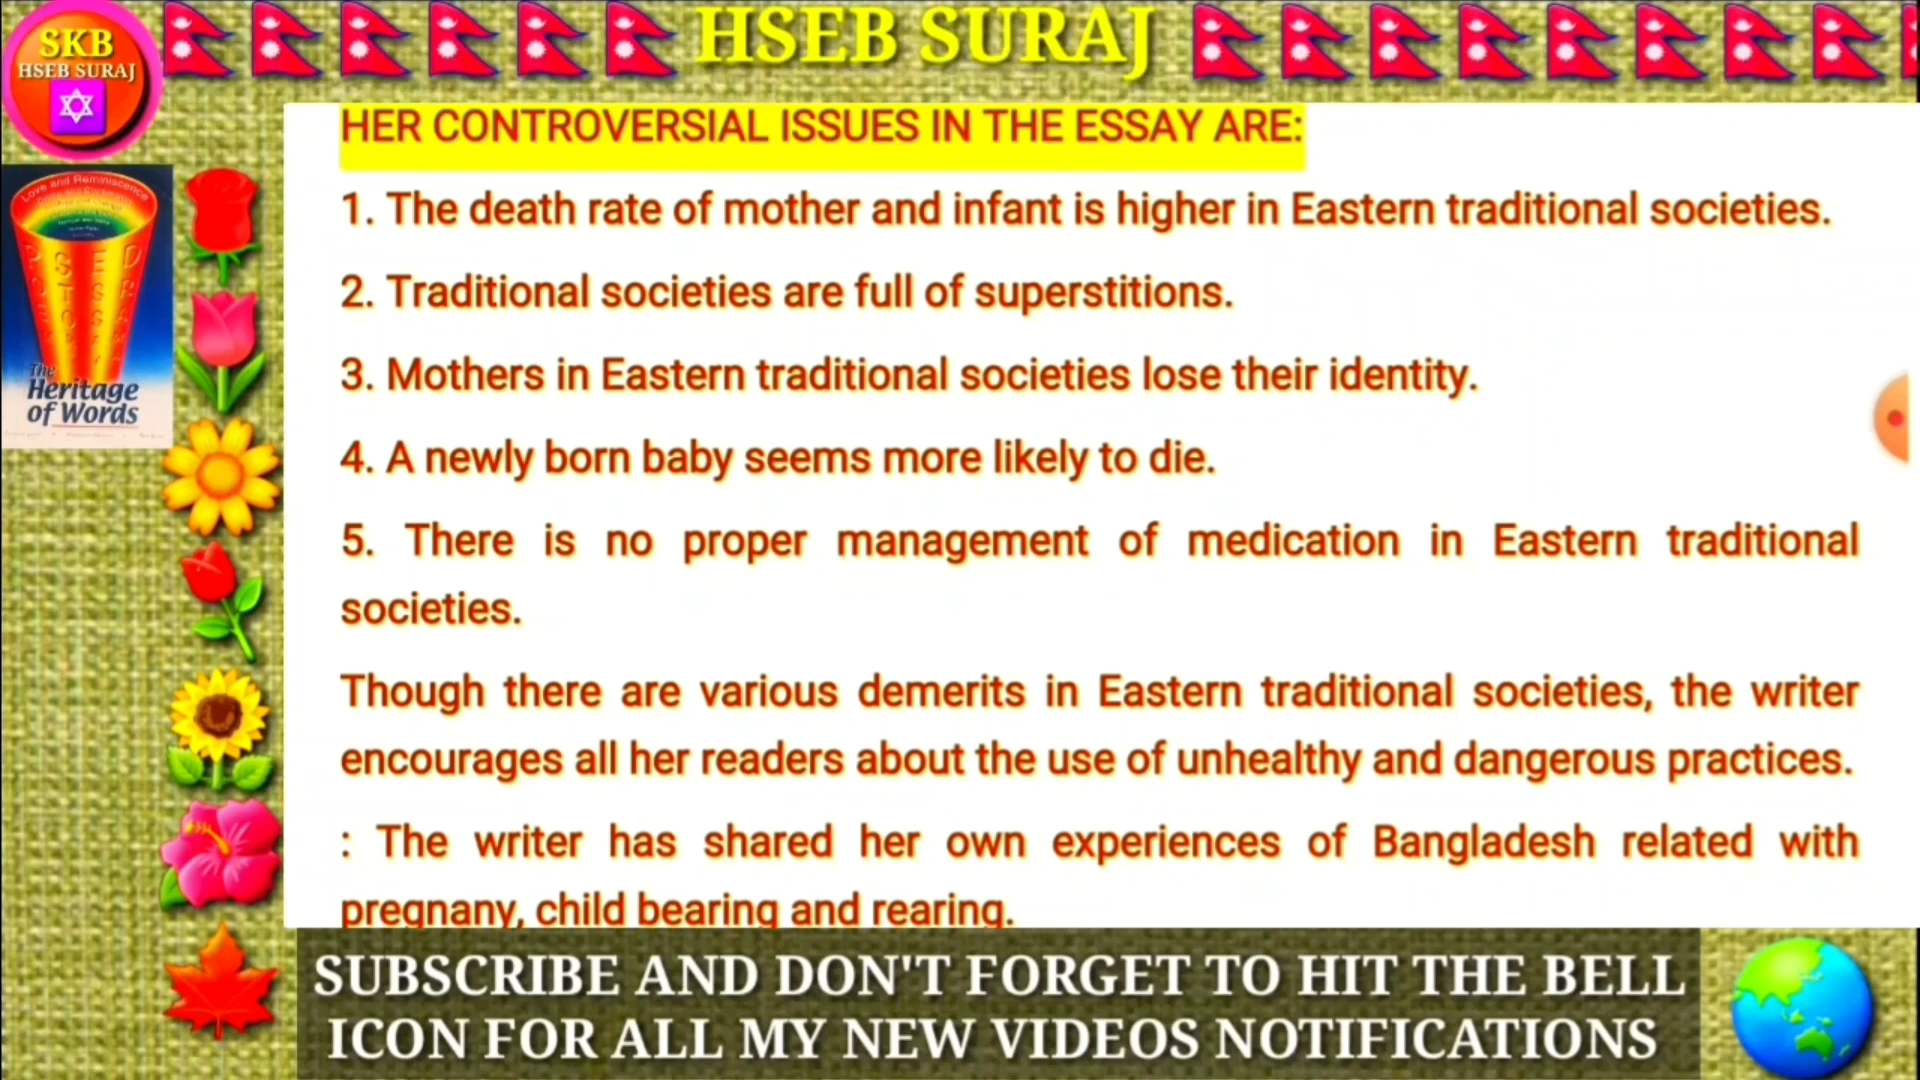 HSEB SURAJ
SKB
HSEB SURAJ
HER CONTROVERSIAL ISSUES IN THE ESSAY ARE:
1. The death rate of mother and infant is higher in Eastern traditional societies.
2. Traditional societies are full of superstitions.
3. Mothers in Eastern traditional societies lose their identity.
4. A newly born baby seems more likely to die.
5. There is no proper management of medication in Eastern traditional
societies.
Though there are various demerits in Eastern traditional societies, the writer
encourages all her readers about the use of unhealthy and dangerous practices.
: The writer has shared her own experiences of Bangladesh related with
pregnany, child bearing and rearing.
Love and Reminiscence
The
Heritage
of Words
SUBSCRIBE AND DON'T FORGET TO HIT THE BELL
ICON FOR ALL MY NEW VIDEOS NOTIFICATIONS